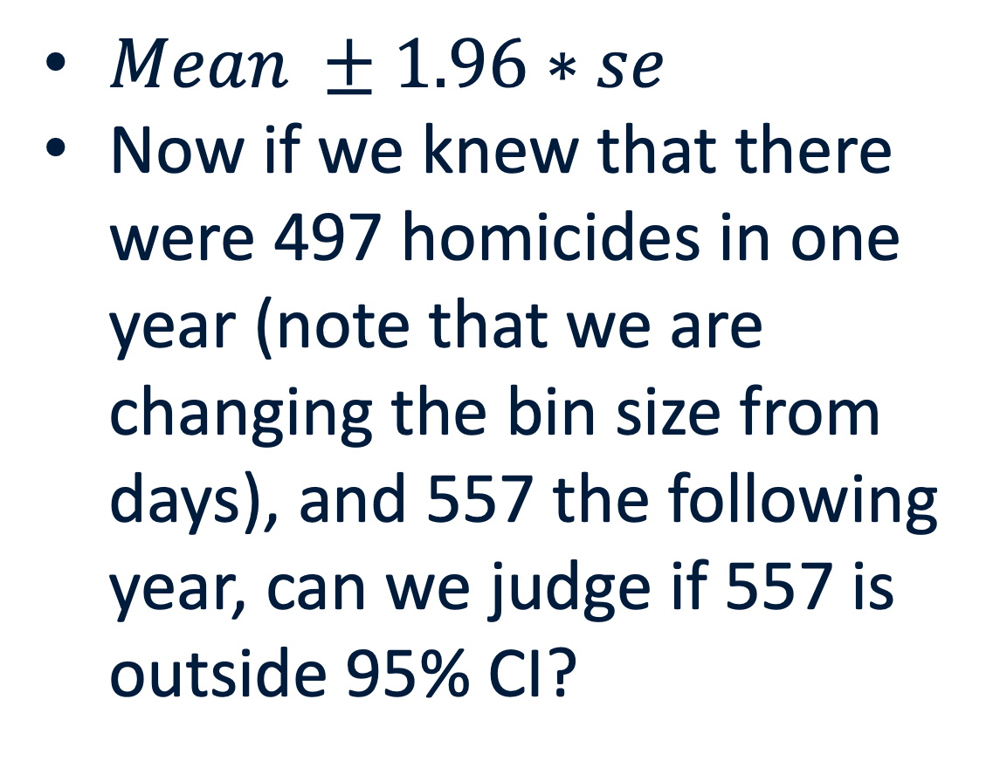 • Mean ± 1.96 ∗ se
• Now if we knew that there
were 497 homicides in one
year (note that we are
changing the bin size from
days), and 557 the following
year, can we judge if 557 is
outside 95% CI?